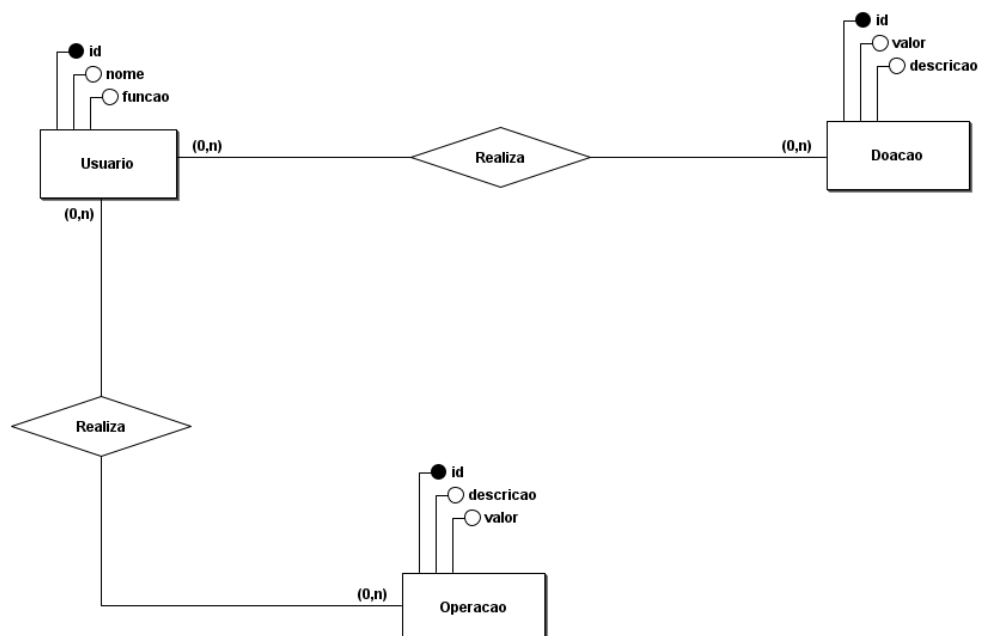 id
nome
funcao
Usuario
(0,n)
Realiza
(0,n)
id
valor
descricao
Doacao
(0,n)
Realiza
(0,n)
id
descricao
valor
Operacao